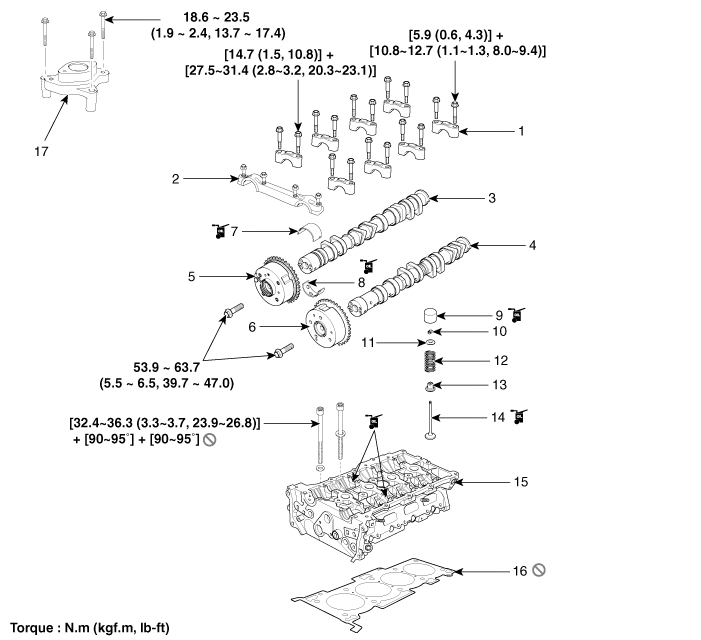 18.6 ~ 23.5
(1.9 ~ 2.4, 13.7 ~ 17.4)
[5.9 (0.6, 4.3)] +
[10.8~12.7 (1.1~1.3, 8.0~9.4)]
[14.7 (1.5, 10.8)] +
[27.5~31.4 (2.8~3.2, 20.3~23.1)]
17
1
2
3
7
4
5
8
6
9
10
11
12
53.9 ~ 63.7
(5.5 ~ 6.5, 39.7 ~ 47.0)
13
14
[32.4~36.3 (3.3~3.7, 23.9~26.8)]
+ [90~95˚] + [90~95˚]
15
16
Torque : N.m (kgf.m, lb-ft)